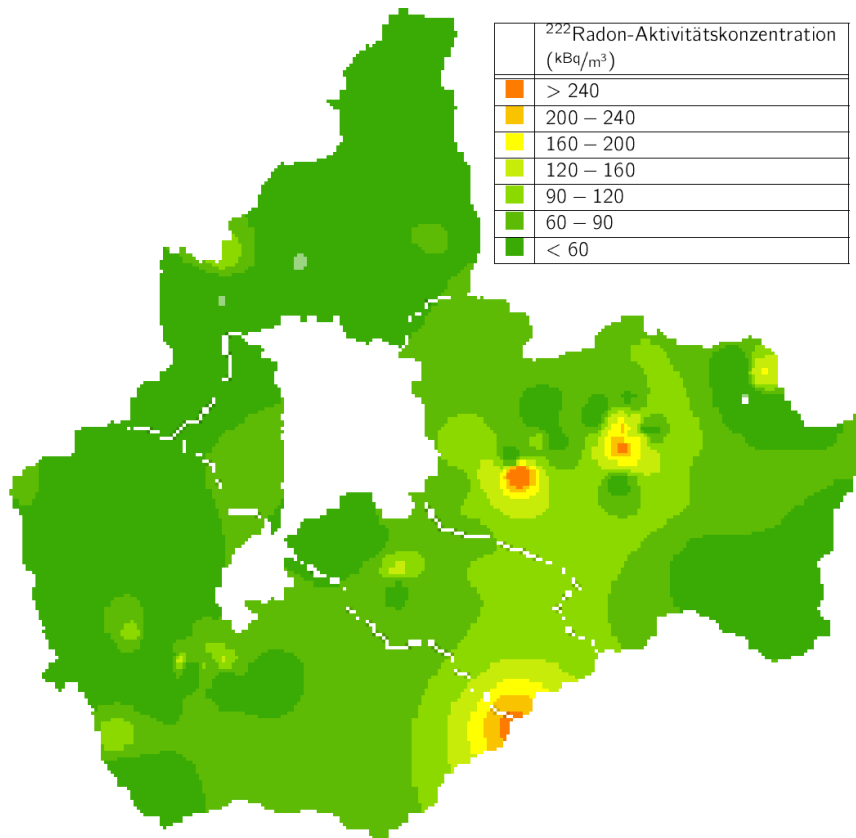 ²²²Radon-Aktivitätskonzentration
(kBq/m³)
> 240
200 – 240
160 – 200
120 – 160
90 – 120
60 – 90
< 60